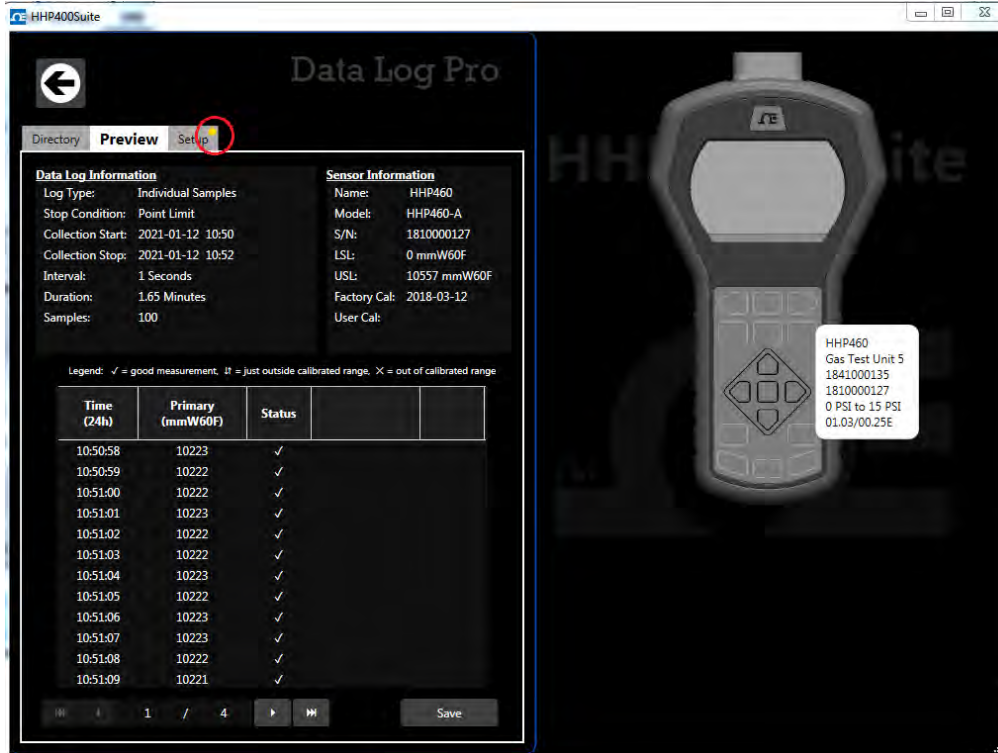 HHP400Suite
Data Log Pro
Directory Preview Setup
Data Log Information
Log Type: Individual Samples
Stop Condition: Point Limit
Collection Start: 2021-01-12 10:50
Collection Stop: 2021-01-12 10:52
Interval: 1 Seconds
Duration: 1.65 Minutes
Samples: 100
Sensor Information
Name: HHP460
Model: HHP460-A
S/N: 1810000127
LSL: 0 mmW60F
USL: 10557 mmW60F
Factory Cal: 2018-03-12
User Cal:
Legend: ✓ = good measurement, ↓↑ = just outside calibrated range, ✕ = out of calibrated range
Time (24h) Primary (mmW60F) Status
10:50:58 10223 ✓
10:50:59 10222 ✓
10:51:00 10222 ✓
10:51:01 10223 ✓
10:51:02 10222 ✓
10:51:03 10222 ✓
10:51:04 10223 ✓
10:51:05 10222 ✓
10:51:06 10223 ✓
10:51:07 10223 ✓
10:51:08 10222 ✓
10:51:09 10221 ✓
1 / 4
Save
HHP460
Gas Test Unit 5
1841000135
1810000127
0 PSI to 15 PSI
01.03/00.25E